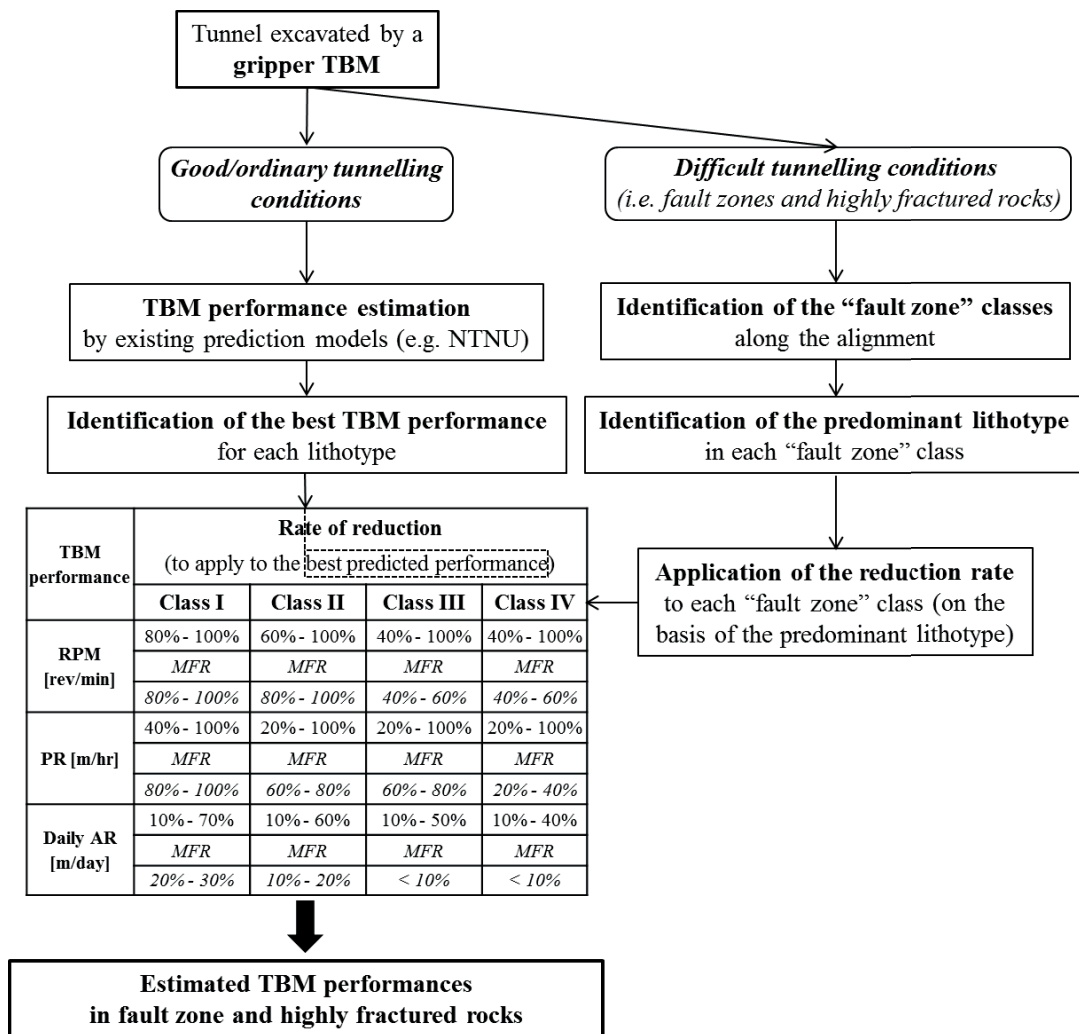 Tunnel excavated by a
gripper TBM
Good/ordinary tunnelling
conditions
Difficult tunnelling conditions
(i.e. fault zones and highly fractured rocks)
TBM performance estimation
by existing prediction models (e.g. NTNU)
Identification of the “fault zone” classes
along the alignment
Identification of the best TBM performance
for each lithotype
Identification of the predominant lithotype
in each “fault zone” class
Application of the reduction rate
to each “fault zone” class (on the
basis of the predominant lithotype)
TBM
performance
Rate of reduction
(to apply to the best predicted performance)
Class I Class II Class III Class IV
RPM
[rev/min]
80% - 100% 60% - 100% 40% - 100% 40% - 100%
MFR MFR MFR MFR
80% - 100% 80% - 100% 40% - 60% 40% - 60%
PR [m/hr]
40% - 100% 20% - 100% 20% - 100% 20% - 100%
MFR MFR MFR MFR
80% - 100% 60% - 80% 60% - 80% 20% - 40%
Daily AR
[m/day]
10% - 70% 10% - 60% 10% - 50% 10% - 40%
MFR MFR MFR MFR
20% - 30% 10% - 20% < 10% < 10%
Estimated TBM performances
in fault zone and highly fractured rocks